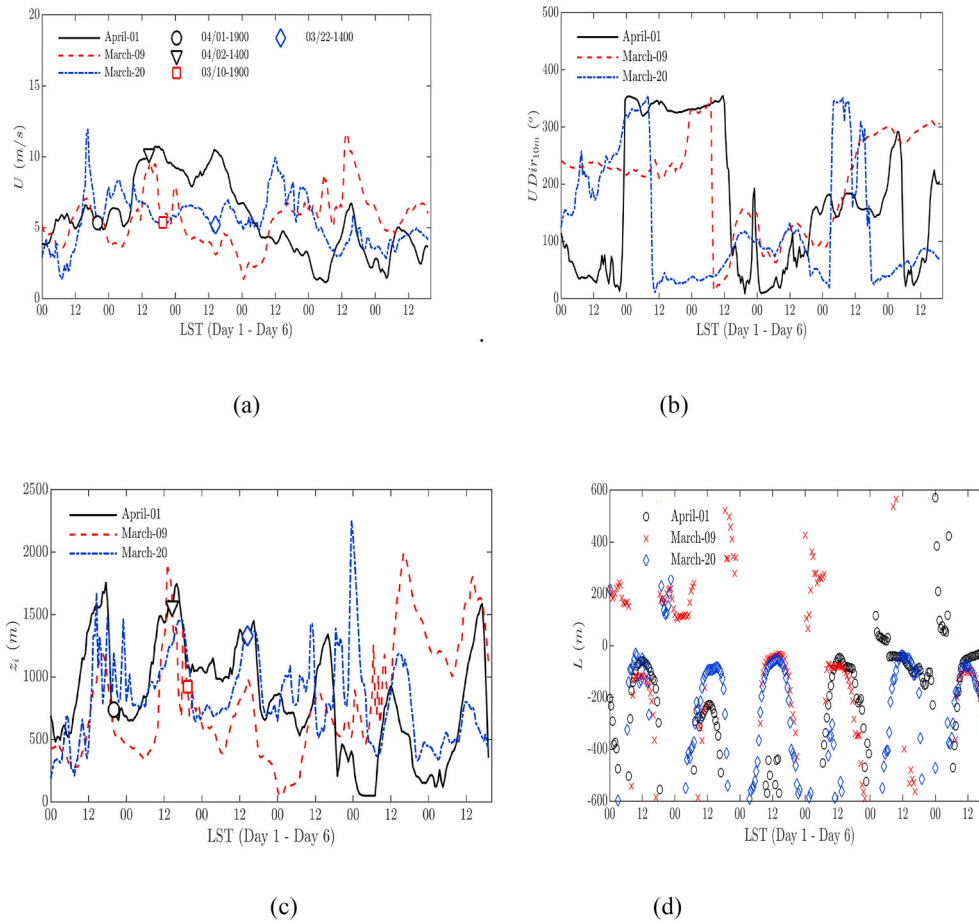 20
15
10
5
0
U (m/s)
April-01
March-09
March-20
04/01-1900
04/02-1400
03/10-1900
03/22-1400
00 12 00 12 00 12 00 12 00 12 00 12
LST (Day 1 - Day 6)
(a)
500
400
300
200
100
0
UDir10m (°)
April-01
March-09
March-20
00 12 00 12 00 12 00 12 00 12 00 12
LST (Day 1 - Day 6)
.
(b)
2500
2000
1500
1000
500
0
zi (m)
April-01
March-09
March-20
00 12 00 12 00 12 00 12 00 12 00 12
LST (Day 1 - Day 6)
(c)
600
400
200
0
-200
-400
-600
L (m)
April-01
March-09
March-20
00 12 00 12 00 12 00 12 00 12 00 12
LST (Day 1 - Day 6)
(d)